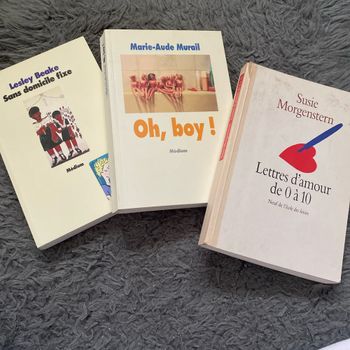 Lesley Beake
Sans domicile fixe
Médium
Marie-Aude Murail
Oh, boy !
Médium
Susie
Morgenstern
Lettres d'amour
de 0 à 10
Neuf de l'école des loisirs